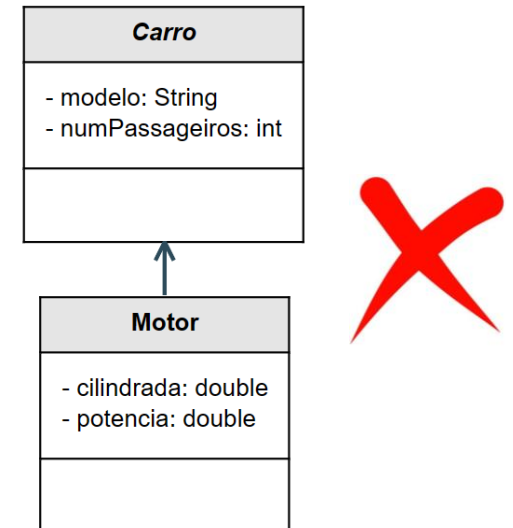 Carro
- modelo: String
- numPassageiros: int
Motor
- cilindrada: double
- potencia: double